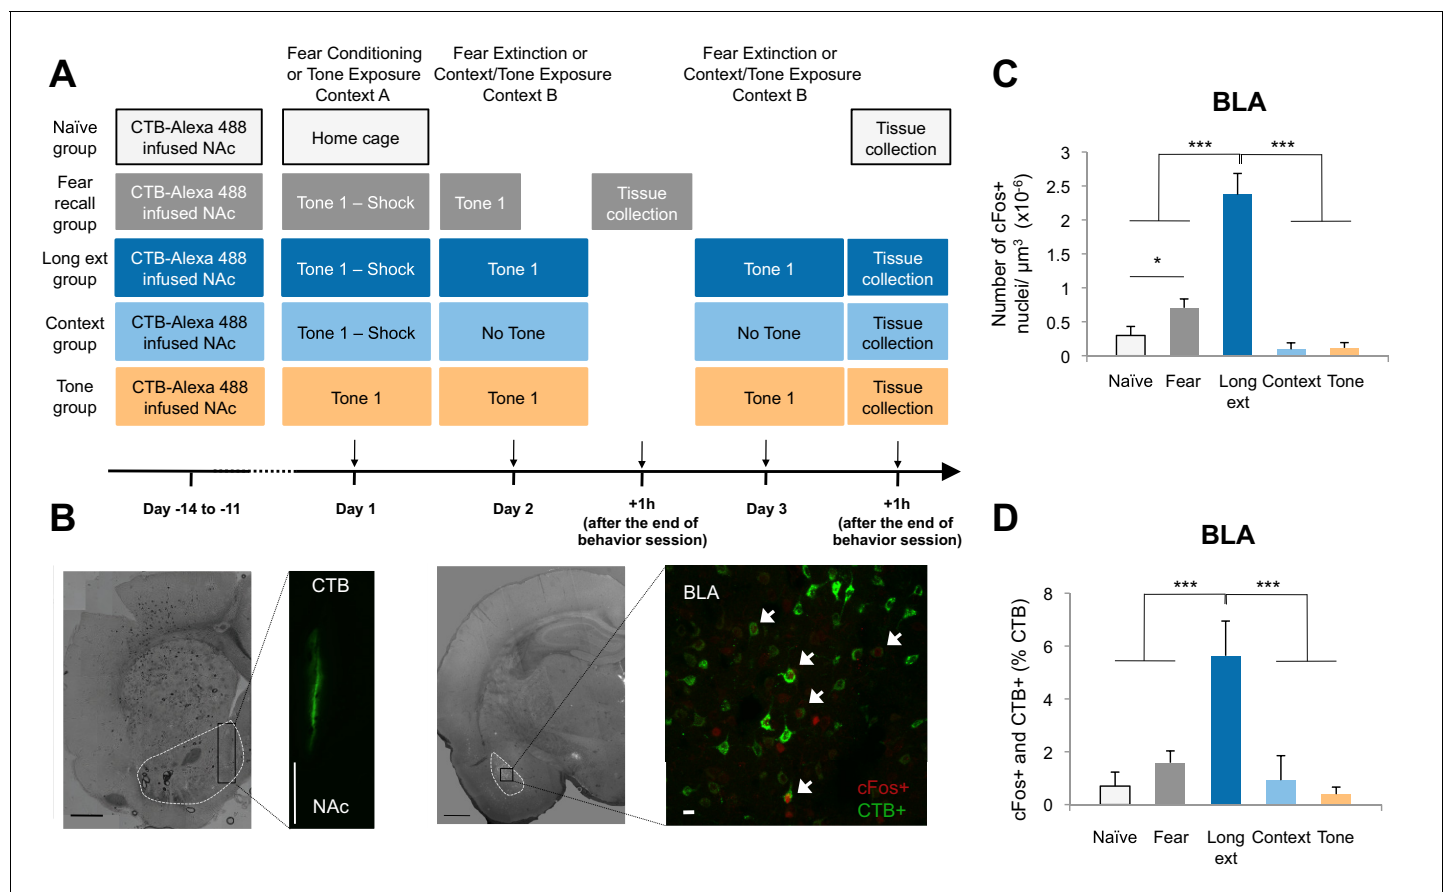 A
Fear Conditioning
or Tone Exposure
Context A
Fear Extinction or
Context/Tone Exposure
Context B
Fear Extinction or
Context/Tone Exposure
Context B
Naïve
group
CTB-Alexa 488
infused NAc
Home cage
Tissue
collection
Fear
recall
group
CTB-Alexa 488
infused NAc
Tone 1 – Shock
Tone 1
Tissue
collection
Long ext
group
CTB-Alexa 488
infused NAc
Tone 1 – Shock
Tone 1
Tone 1
Tissue
collection
Context
group
CTB-Alexa 488
infused NAc
Tone 1 – Shock
No Tone
No Tone
Tissue
collection
Tone
group
CTB-Alexa 488
infused NAc
Tone 1
Tone 1
Tone 1
Tissue
collection
Day -14 to -11
Day 1
Day 2
+1h
(after the end of
behavior session)
Day 3
+1h
(after the end of
behavior session)
B
CTB
NAc
BLA
cFos+
CTB+
C
BLA
Number of cFos+
nuclei/ µm³ (x10⁻⁶)
3
2.5
2
1.5
1
0.5
0
***
***
*
Naïve
Fear
Long
ext
Context
Tone
D
BLA
cFos+ and CTB+ (% CTB)
8
6
4
2
0
***
***
Naïve
Fear
Long
ext
Context
Tone